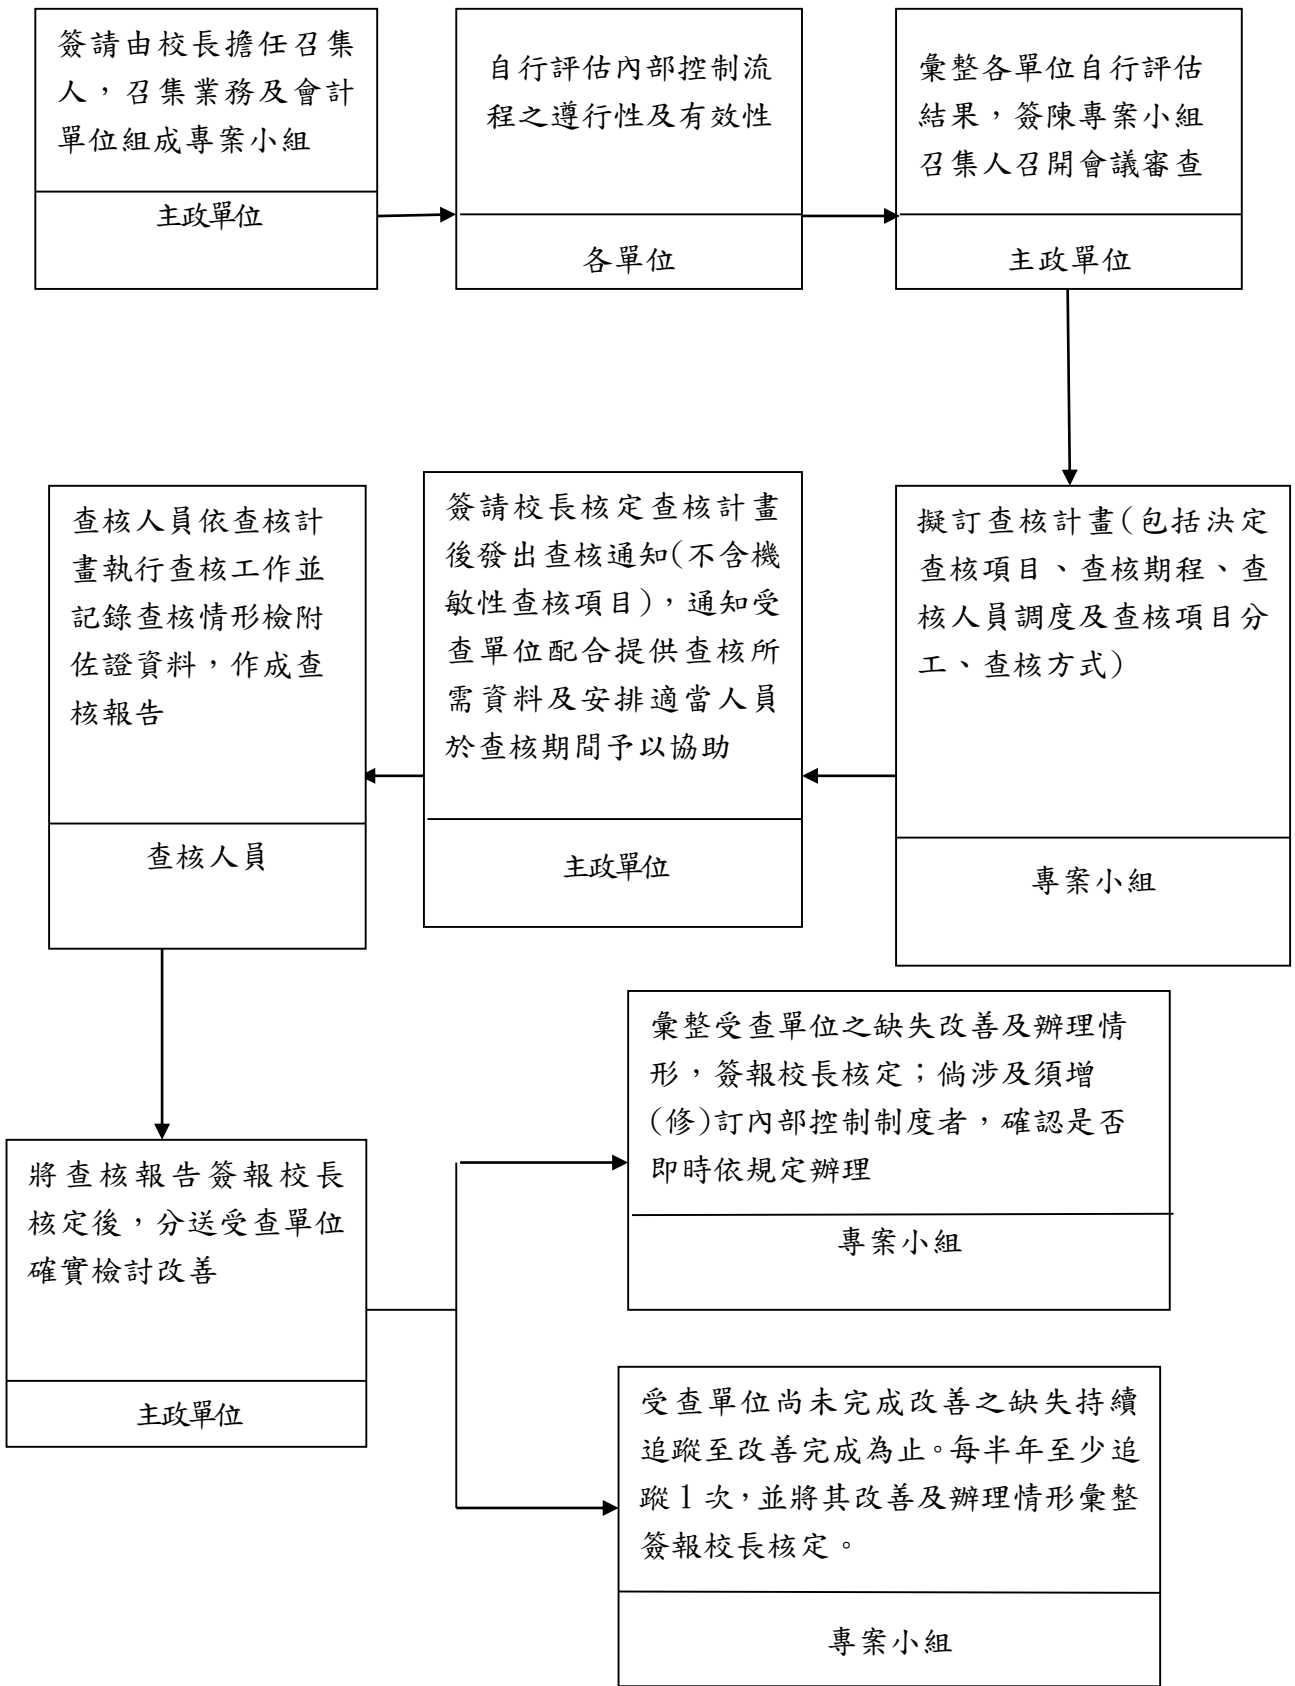 簽請由校長擔任召集
人，召集業務及會計
單位組成專案小組
主政單位
自行評估內部控制流
程之遵行性及有效性
各單位
彙整各單位自行評估
結果，簽陳專案小組
召集人召開會議審查
主政單位
擬訂查核計畫(包括決定
查核項目、查核期程、查
核人員調度及查核項目分
工、查核方式)
專案小組
簽請校長核定查核計畫
後發出查核通知(不含機
敏性查核項目)，通知受
查單位配合提供查核所
需資料及安排適當人員
於查核期間予以協助
主政單位
查核人員依查核計
畫執行查核工作並
記錄查核情形檢附
佐證資料，作成查
核報告
查核人員
將查核報告簽報校長
核定後，分送受查單位
確實檢討改善
主政單位
彙整受查單位之缺失改善及辦理情
形，簽報校長核定；倘涉及須增
(修)訂內部控制制度者，確認是否
即時依規定辦理
專案小組
受查單位尚未完成改善之缺失持續
追蹤至改善完成為止。每半年至少追
蹤1次，並將其改善及辦理情形彙整
簽報校長核定。
專案小組